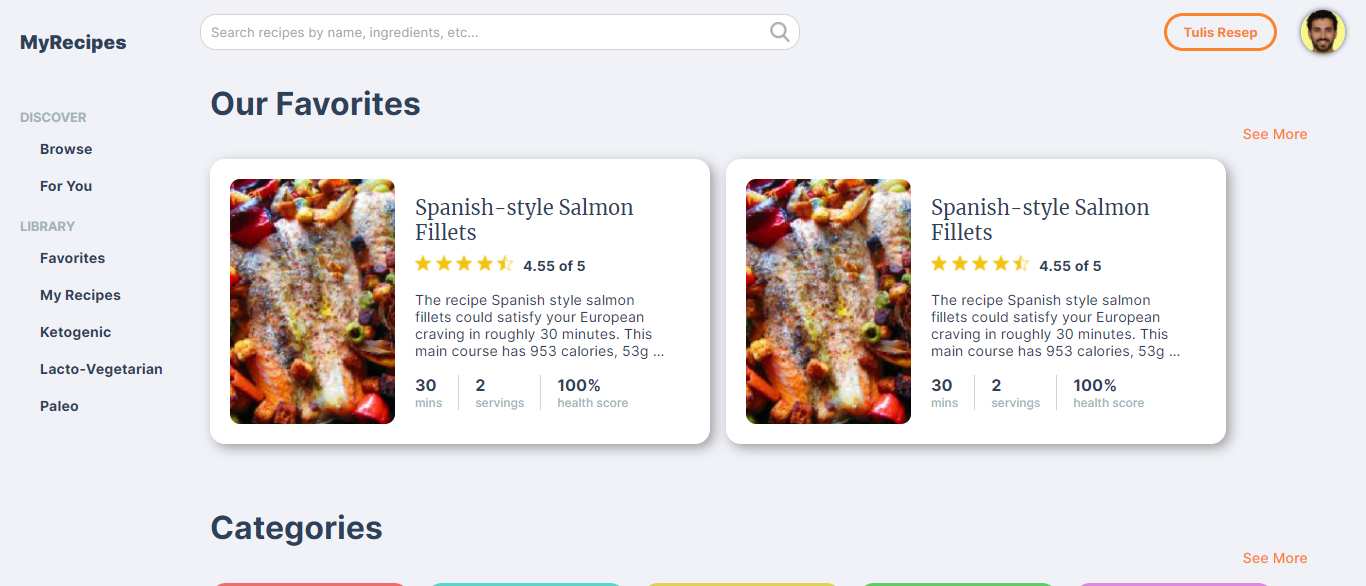 MyRecipes
Search recipes by name, ingredients, etc...
Tulis Resep
DISCOVER
Browse
For You
LIBRARY
Favorites
My Recipes
Ketogenic
Lacto-Vegetarian
Paleo
Our Favorites
See More
Spanish-style Salmon
Fillets
4.55 of 5
The recipe Spanish style salmon
fillets could satisfy your European
craving in roughly 30 minutes. This
main course has 953 calories, 53g ...
30 2 100%
mins servings health score
Spanish-style Salmon
Fillets
4.55 of 5
The recipe Spanish style salmon
fillets could satisfy your European
craving in roughly 30 minutes. This
main course has 953 calories, 53g ...
30 2 100%
mins servings health score
Categories
See More